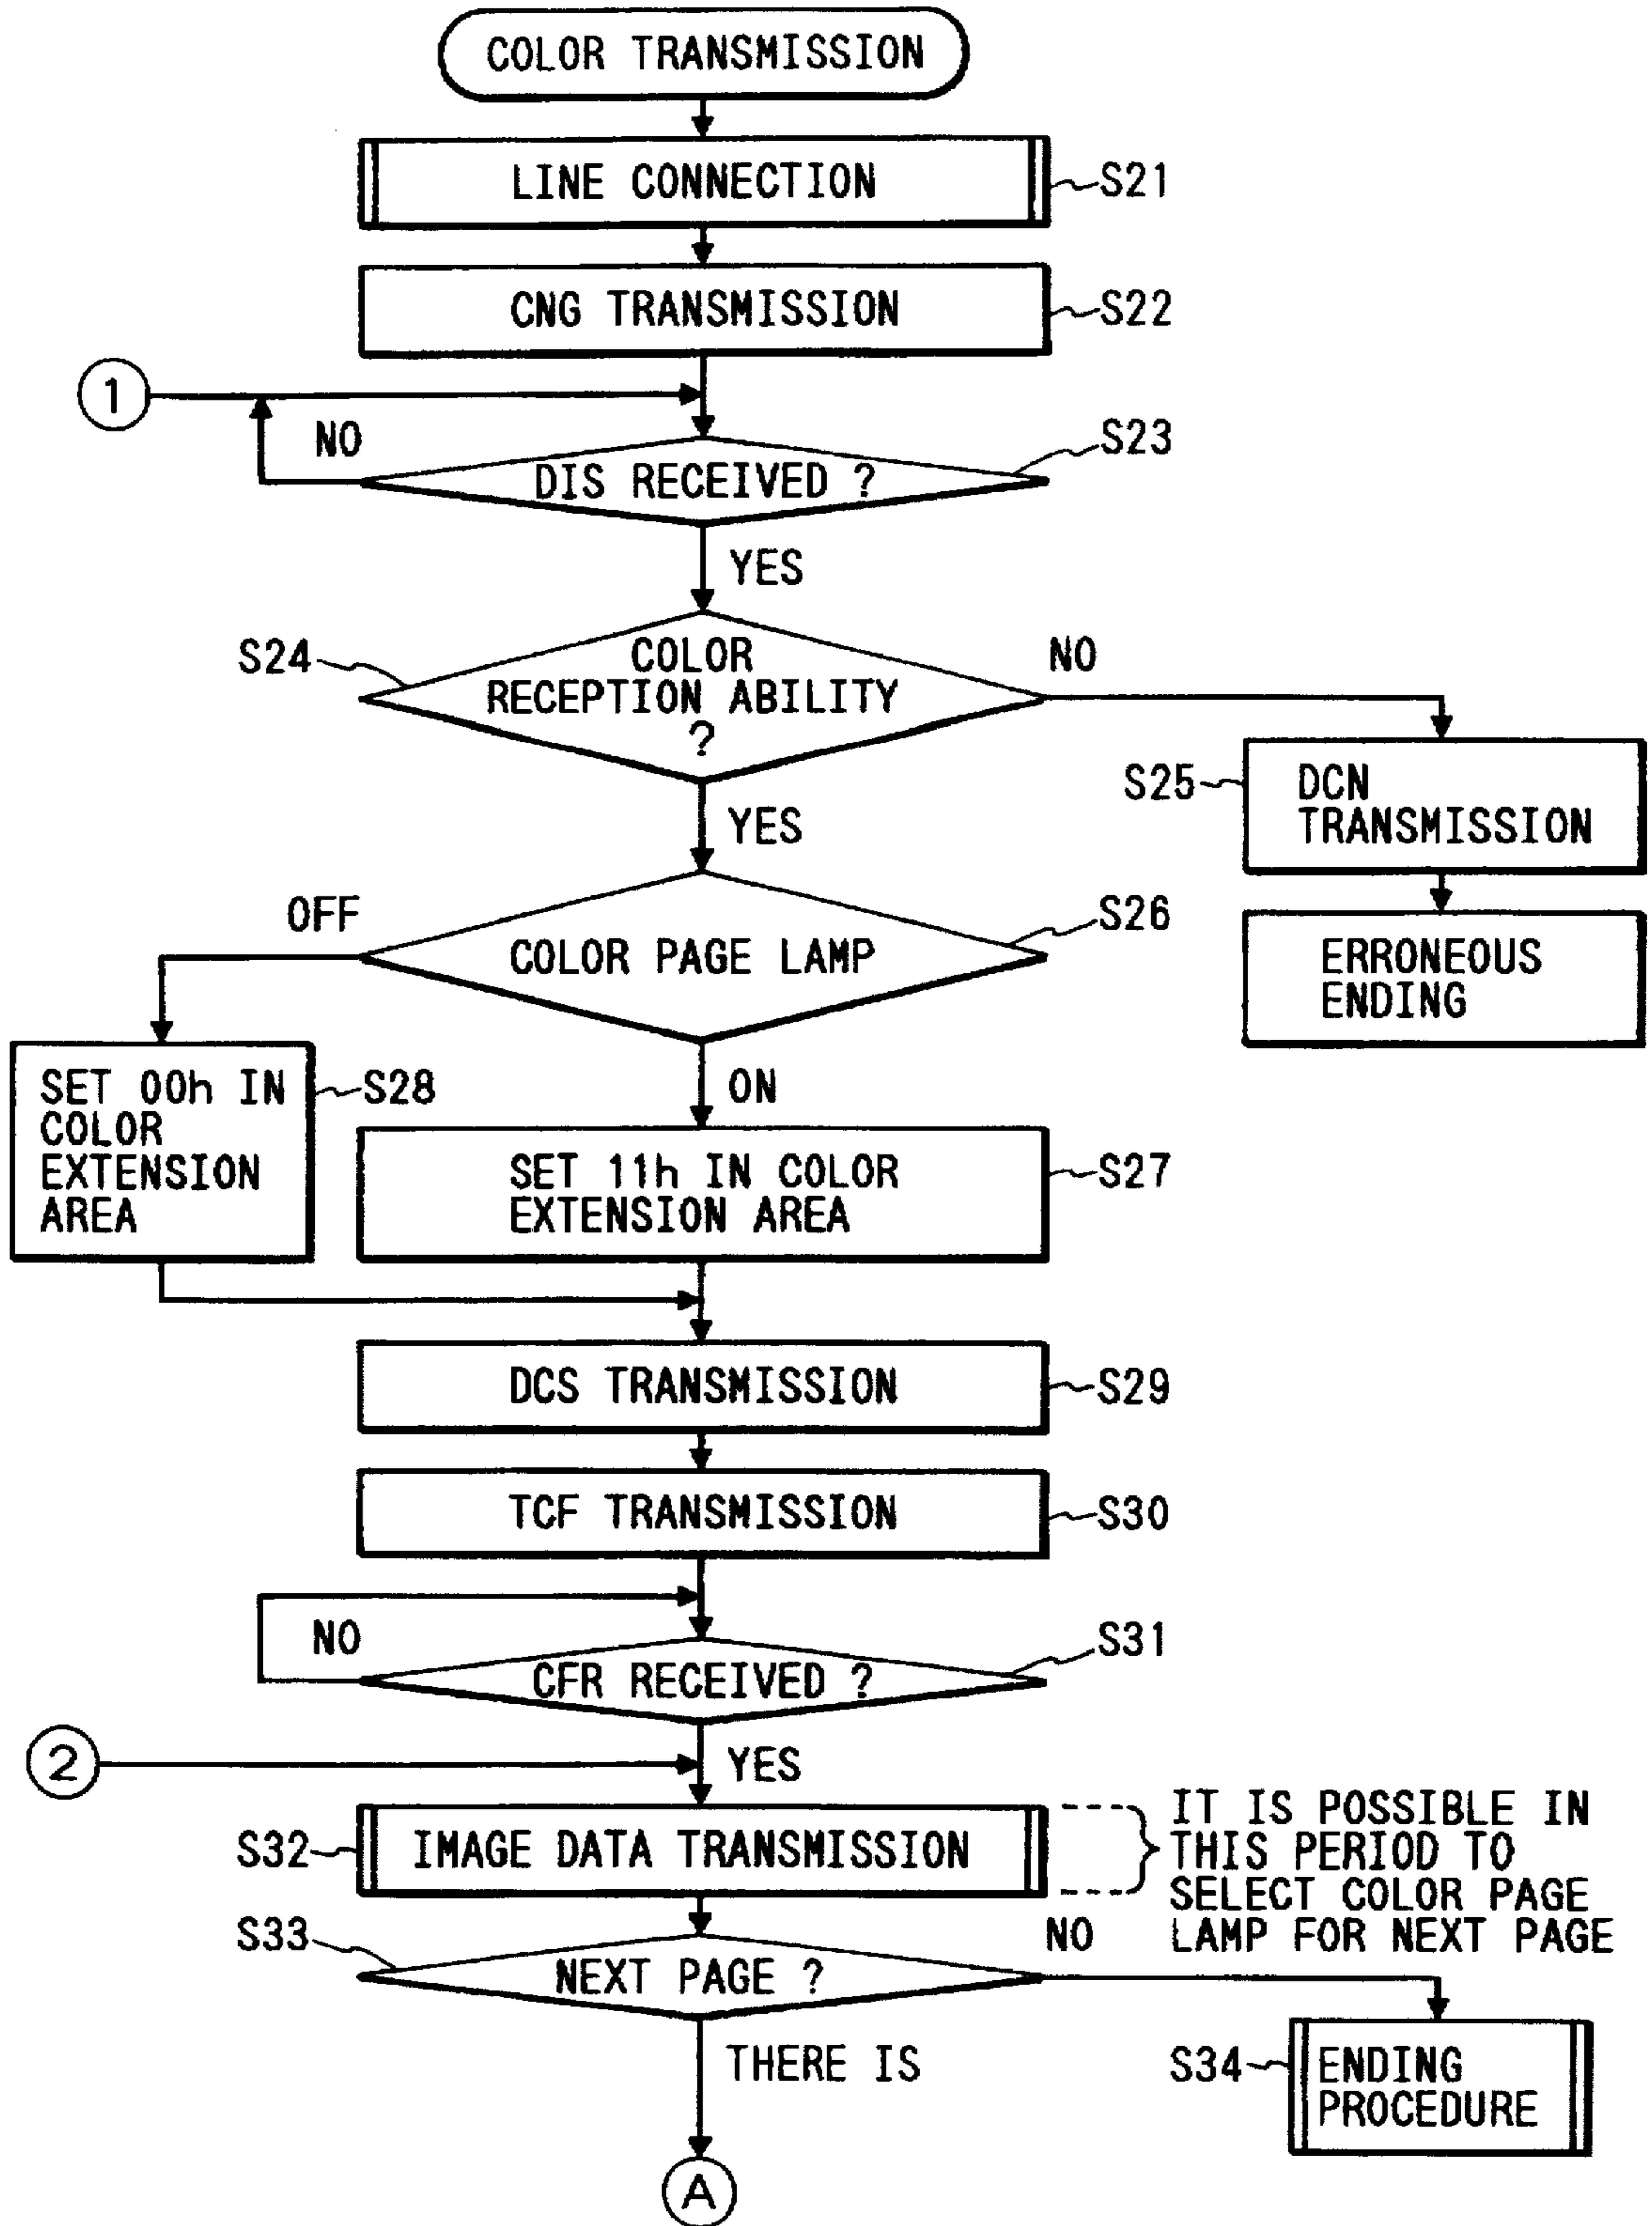 COLOR TRANSMISSION
LINE CONNECTION
S21
CNG TRANSMISSION
S22
1
NO
S23
DIS RECEIVED ?
YES
S24
COLOR
RECEPTION ABILITY
?
NO
S25
DCN
TRANSMISSION
YES
OFF
S26
COLOR PAGE LAMP
ERRONEOUS
ENDING
SET 00h IN
COLOR
EXTENSION
AREA
S28
ON
SET 11h IN COLOR
EXTENSION AREA
S27
DCS TRANSMISSION
S29
TCF TRANSMISSION
S30
NO
S31
CFR RECEIVED ?
2
YES
S32
IMAGE DATA TRANSMISSION
IT IS POSSIBLE IN
THIS PERIOD TO
SELECT COLOR PAGE
LAMP FOR NEXT PAGE
S33
NO
NEXT PAGE ?
THERE IS
S34
ENDING
PROCEDURE
A